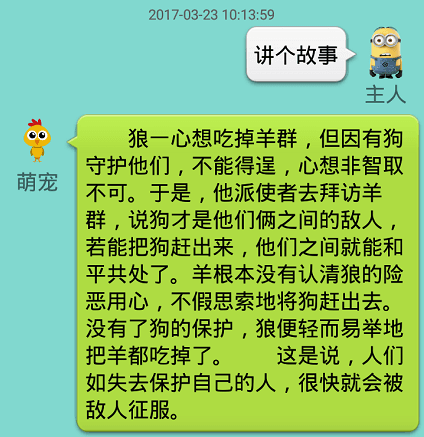 2017-03-23 10:13:59
讲个故事
主人
萌宠
狼一心想吃掉羊群，但因有狗
守护他们，不能得逞，心想非智取
不可。于是，他派使者去拜访羊
群，说狗才是他们俩之间的敌人，
若能把狗赶出来，他们之间就能和
平共处了。羊根本没有认清狼的险
恶用心，不假思索地将狗赶出去。
没有了狗的保护，狼便轻而易举地
把羊都吃掉了。　　这是说，人们
如失去保护自己的人，很快就会被
敌人征服。